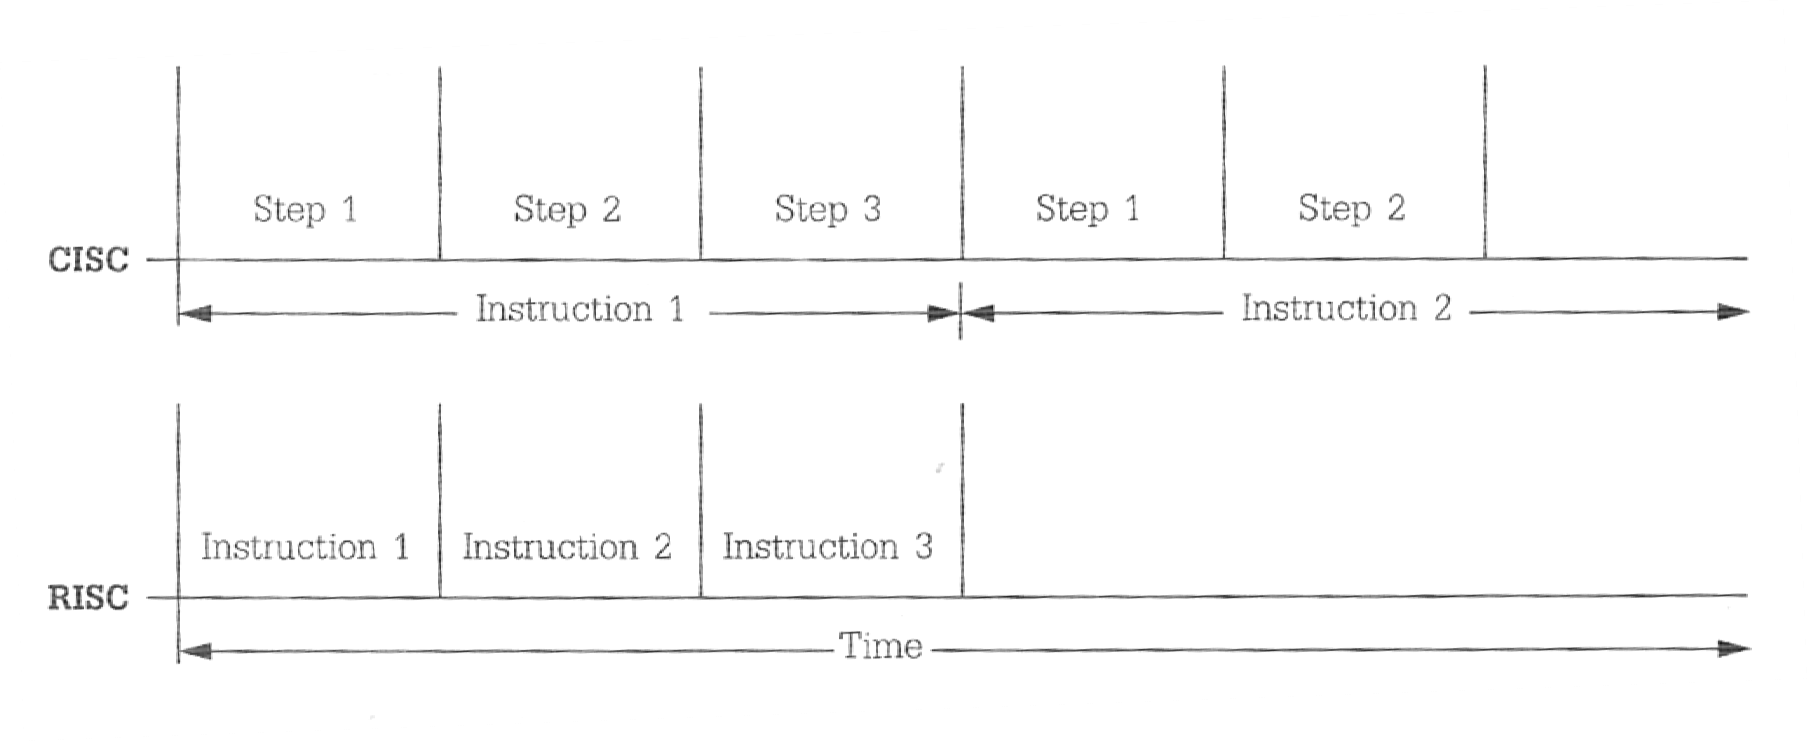 Step 1 Step 2 Step 3 Step 1 Step 2
CISC
Instruction 1 Instruction 2
Instruction 1 Instruction 2 Instruction 3
RISC
Time